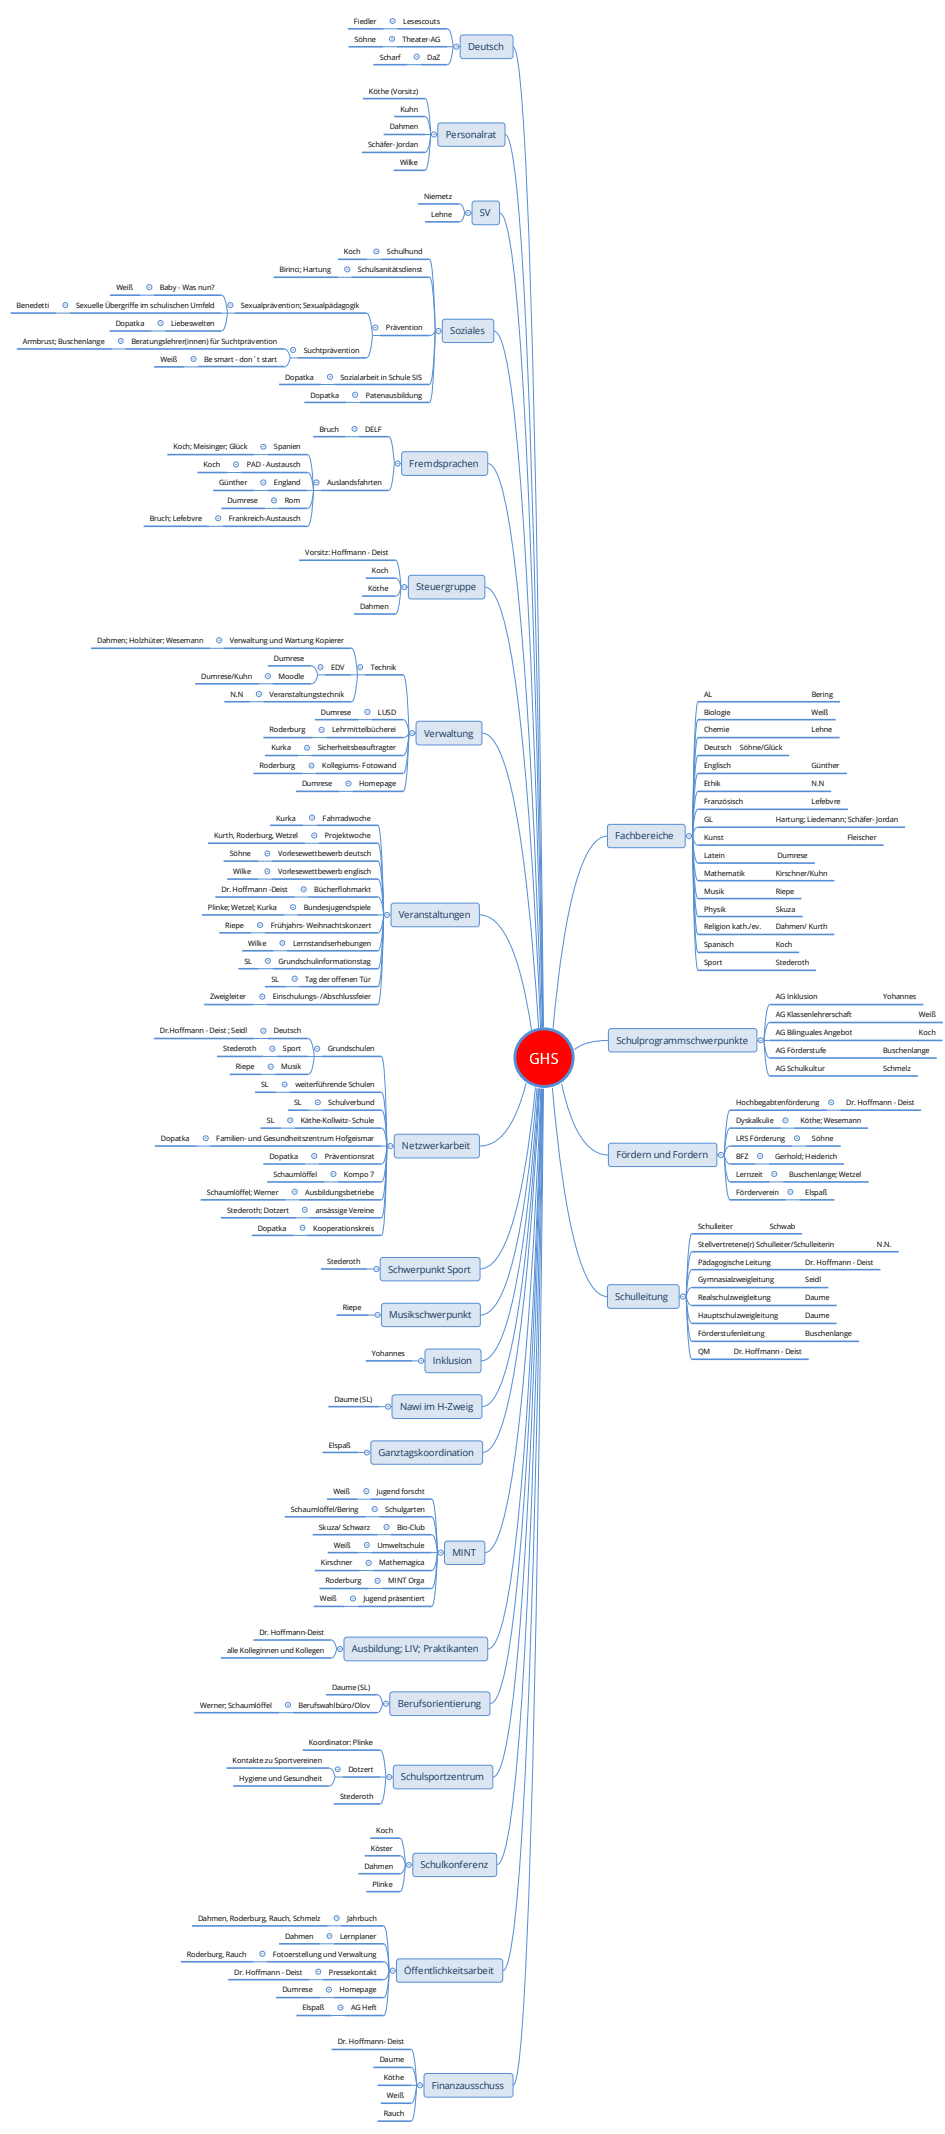 Fiedler Lesescouts
Söhne Theater-AG
Scharf DaZ
Deutsch
Köthe (Vorsitz)
Kuhn
Dahmen
Schäfer- Jordan
Wilke
Personalrat
Niemetz
Lehne
SV
Koch Schulhund
Birinci; Hartung Schulsanitätsdienst
Weiß Baby - Was nun?
Benedetti Sexuelle Übergriffe im schulischen Umfeld
Dopatka Liebeswelten
Sexualprävention; Sexualpädagogik
Armbrust; Buschenlange Beratungslehrer(innen) für Suchtprävention
Weiß Be smart - don´t start
Suchtprävention
Prävention
Dopatka Sozialarbeit in Schule SIS
Dopatka Patenausbildung
Soziales
Bruch DELF
Koch; Meisinger; Glück Spanien
Koch PAD - Austausch
Günther England
Dumrese Rom
Bruch; Lefebvre Frankreich-Austausch
Auslandsfahrten
Fremdsprachen
Vorsitz: Hoffmann - Deist
Koch
Köthe
Dahmen
Steuergruppe
Dahmen; Holzhüter; Wesemann Verwaltung und Wartung Kopierer
Dumrese
Dumrese/Kuhn Moodle
EDV
N.N Veranstaltungstechnik
Technik
Dumrese LUSD
Roderburg Lehrmittelbücherei
Kurka Sicherheitsbeauftragter
Roderburg Kollegiums- Fotowand
Dumrese Homepage
Verwaltung
Kurka Fahrradwoche
Kurth, Roderburg, Wetzel Projektwoche
Söhne Vorlesewettbewerb deutsch
Wilke Vorlesewettbewerb englisch
Dr. Hoffmann -Deist Bücherflohmarkt
Plinke; Wetzel; Kurka Bundesjugendspiele
Riepe Frühjahrs- Weihnachtskonzert
Wilke Lernstandserhebungen
SL Grundschulinformationstag
SL Tag der offenen Tür
Zweigleiter Einschulungs- /Abschlussfeier
Veranstaltungen
Dr.Hoffmann - Deist ; Seidl Deutsch
Stederoth Sport
Riepe Musik
Grundschulen
SL weiterführende Schulen
SL Schulverbund
SL Käthe-Kollwitz- Schule
Dopatka Familien- und Gesundheitszentrum Hofgeismar
Dopatka Präventionsrat
Schaumlöffel Kompo 7
Schaumlöffel; Werner Ausbildungsbetriebe
Stederoth; Dotzert ansässige Vereine
Dopatka Kooperationskreis
Netzwerkarbeit
Stederoth Schwerpunkt Sport
Riepe Musikschwerpunkt
Yohannes Inklusion
Daume (SL) Nawi im H-Zweig
Elspaß Ganztagskoordination
Weiß Jugend forscht
Schaumlöffel/Bering Schulgarten
Skuza/ Schwarz Bio-Club
Weiß Umweltschule
Kirschner Mathemagica
Roderburg MINT Orga
Weiß Jugend präsentiert
MINT
Dr. Hoffmann-Deist
alle Kolleginnen und Kollegen
Ausbildung; LIV; Praktikanten
Daume (SL)
Werner; Schaumlöffel Berufswahlbüro/Olov
Berufsorientierung
Koordinator: Plinke
Kontakte zu Sportvereinen
Hygiene und Gesundheit
Dotzert
Stederoth
Schulsportzentrum
Koch
Köster
Dahmen
Plinke
Schulkonferenz
Dahmen, Roderburg, Rauch, Schmelz Jahrbuch
Dahmen Lernplaner
Roderburg, Rauch Fotoerstellung und Verwaltung
Dr. Hoffmann - Deist Pressekontakt
Dumrese Homepage
Elspaß AG Heft
Öffentlichkeitsarbeit
Dr. Hoffmann- Deist
Daume
Köthe
Weiß
Rauch
Finanzausschuss
GHS
Fachbereiche
AL Bering
Biologie Weiß
Chemie Lehne
Deutsch Söhne/Glück
Englisch Günther
Ethik N.N
Französisch Lefebvre
GL Hartung; Liedemann; Schäfer- Jordan
Kunst Fleischer
Latein Dumrese
Mathematik Kirschner/Kuhn
Musik Riepe
Physik Skuza
Religion kath./ev. Dahmen/ Kurth
Spanisch Koch
Sport Stederoth
Schulprogrammschwerpunkte
AG Inklusion Yohannes
AG Klassenlehrerschaft Weiß
AG Bilinguales Angebot Koch
AG Förderstufe Buschenlange
AG Schulkultur Schmelz
Fördern und Fordern
Hochbegabtenförderung Dr. Hoffmann - Deist
Dyskalkulie Köthe; Wesemann
LRS Förderung Söhne
BFZ Gerhold; Heiderich
Lernzeit Buschenlange; Wetzel
Förderverein Elspaß
Schulleitung
Schulleiter Schwab
Stellvertretene(r) Schulleiter/Schulleiterin N.N.
Pädagogische Leitung Dr. Hoffmann - Deist
Gymnasialzweigleitung Seidl
Realschulzweigleitung Daume
Hauptschulzweigleitung Daume
Förderstufenleitung Buschenlange
QM Dr. Hoffmann - Deist